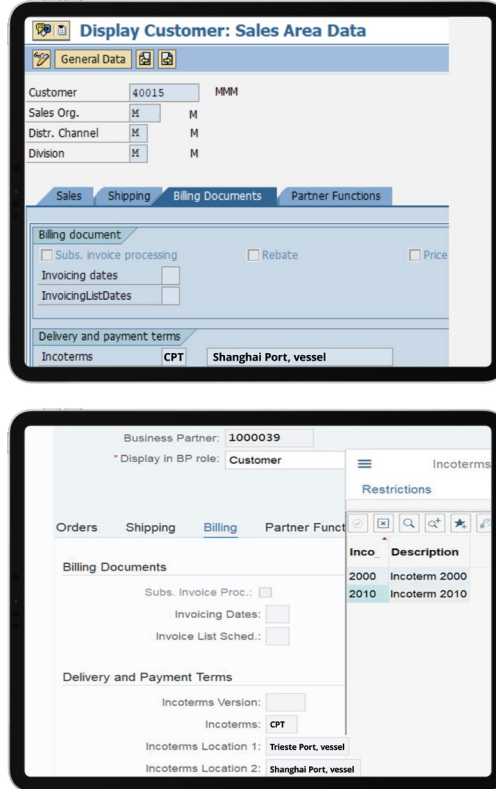 Display Customer: Sales Area Data
General Data
Customer 40015 MMM
Sales Org. M M
Distr. Channel M M
Division M M
Sales Shipping Billing Documents Partner Functions
Billing document
Subs. invoice processing Rebate Price
Invoicing dates
InvoicingListDates
Delivery and payment terms
Incoterms CPT Shanghai Port, vessel
Business Partner: 1000039
*Display in BP role: Customer
Incoterms
Restrictions
Orders Shipping Billing Partner Funct
Inco_ Description
2000 Incoterm 2000
2010 Incoterm 2010
Billing Documents
Subs. Invoice Proc.:
Invoicing Dates:
Invoice List Sched.:
Delivery and Payment Terms
Incoterms Version:
Incoterms: CPT
Incoterms Location 1: Trieste Port, vessel
Incoterms Location 2: Shanghai Port, vessel